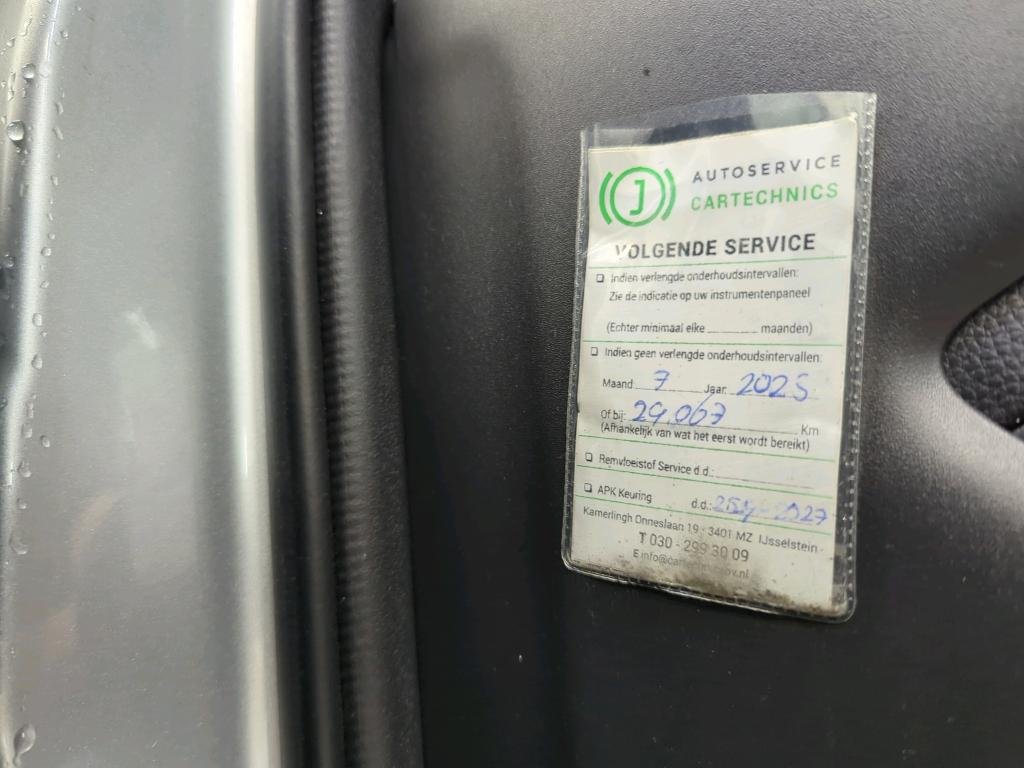 J
AUTOSERVICE
CARTECHNICS
VOLGENDE SERVICE
❑ Indien verlengde onderhoudsintervallen:
Zie de indicatie op uw instrumentenpaneel
(Echter minimaal elke ________ maanden)
❑ Indien geen verlengde onderhoudsintervallen:
Maand 7 Jaar 2025
Of bij: 29.067 Km
(Afhankelijk van wat het eerst wordt bereikt)
❑ Remvloeistof Service d.d.:
❑ APK Keuring d.d.: 2027
Kamerlingh Onneslaan 19 - 3401 MZ IJsselstein
T 030 - 299 30 09